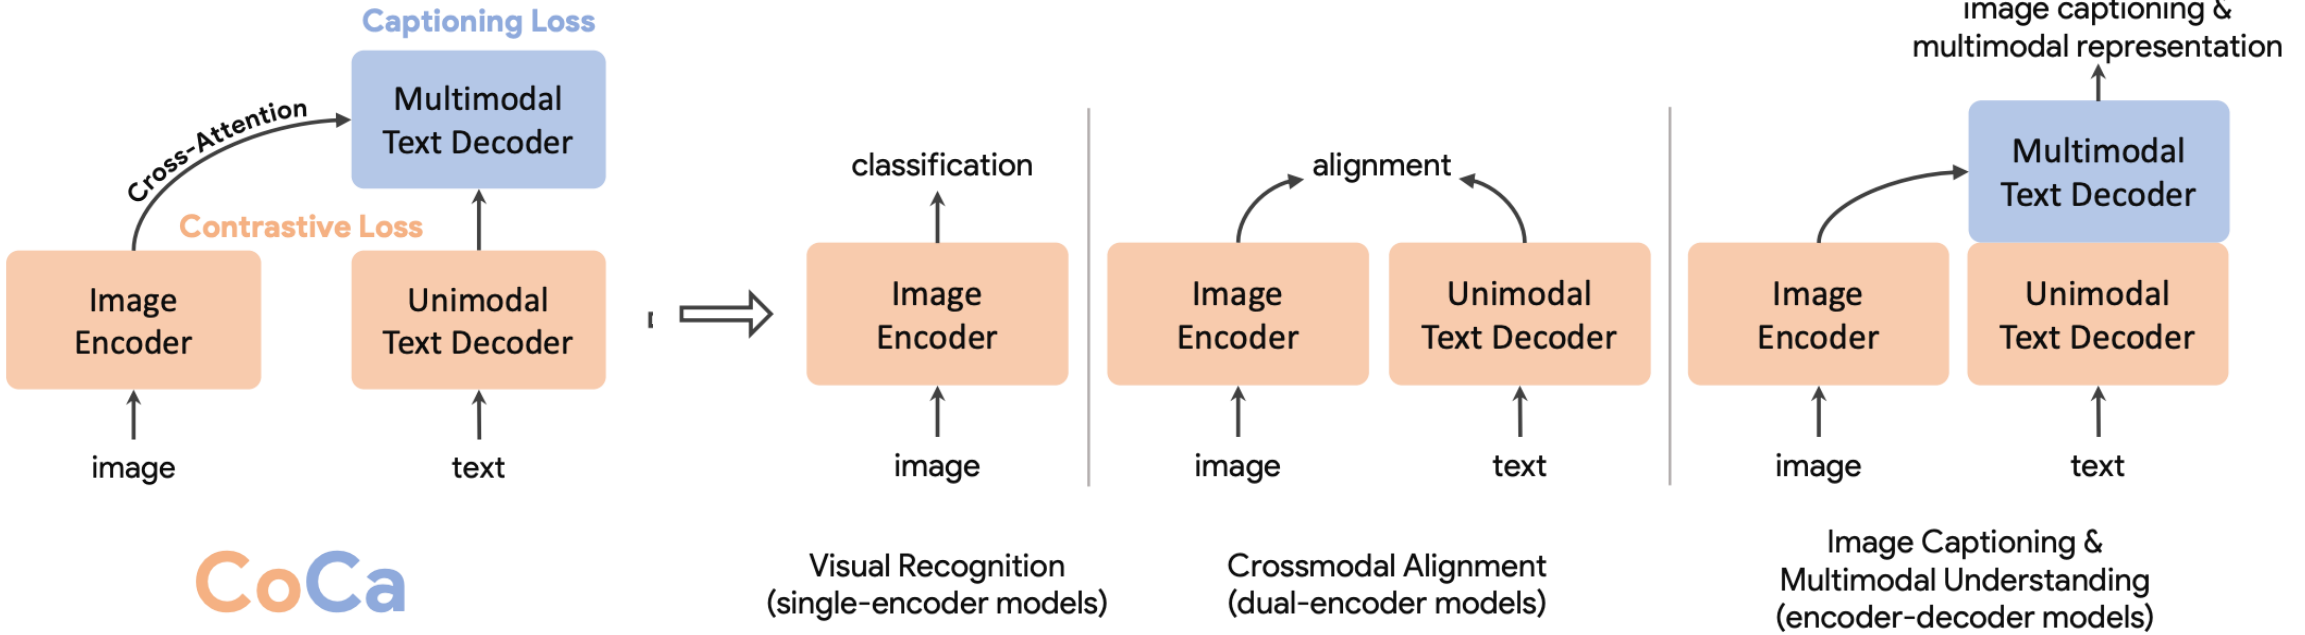 Captioning Loss
Multimodal
Text Decoder
Cross-Attention
Contrastive Loss
Image
Encoder
Unimodal
Text Decoder
image
text
CoCa
classification
Image
Encoder
image
Visual Recognition
(single-encoder models)
alignment
Image
Encoder
Unimodal
Text Decoder
image
text
Crossmodal Alignment
(dual-encoder models)
image captioning &
multimodal representation
Multimodal
Text Decoder
Image
Encoder
Unimodal
Text Decoder
image
text
Image Captioning &
Multimodal Understanding
(encoder-decoder models)